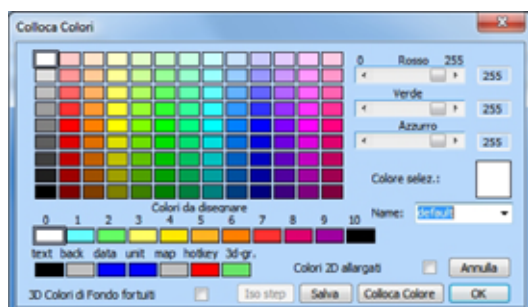 Colloca Colori
0 Rosso 255
255
Verde
255
Azzurro
255
Colore selez.:
Colori da disegnare
0 1 2 3 4 5 6 7 8 9 10
Name: default
text back data unit map hotkey 3d-gr.
Colori 2D allargati
Annulla
3D Colori di Fondo fortuiti
Iso step
Salva
Colloca Colore
OK